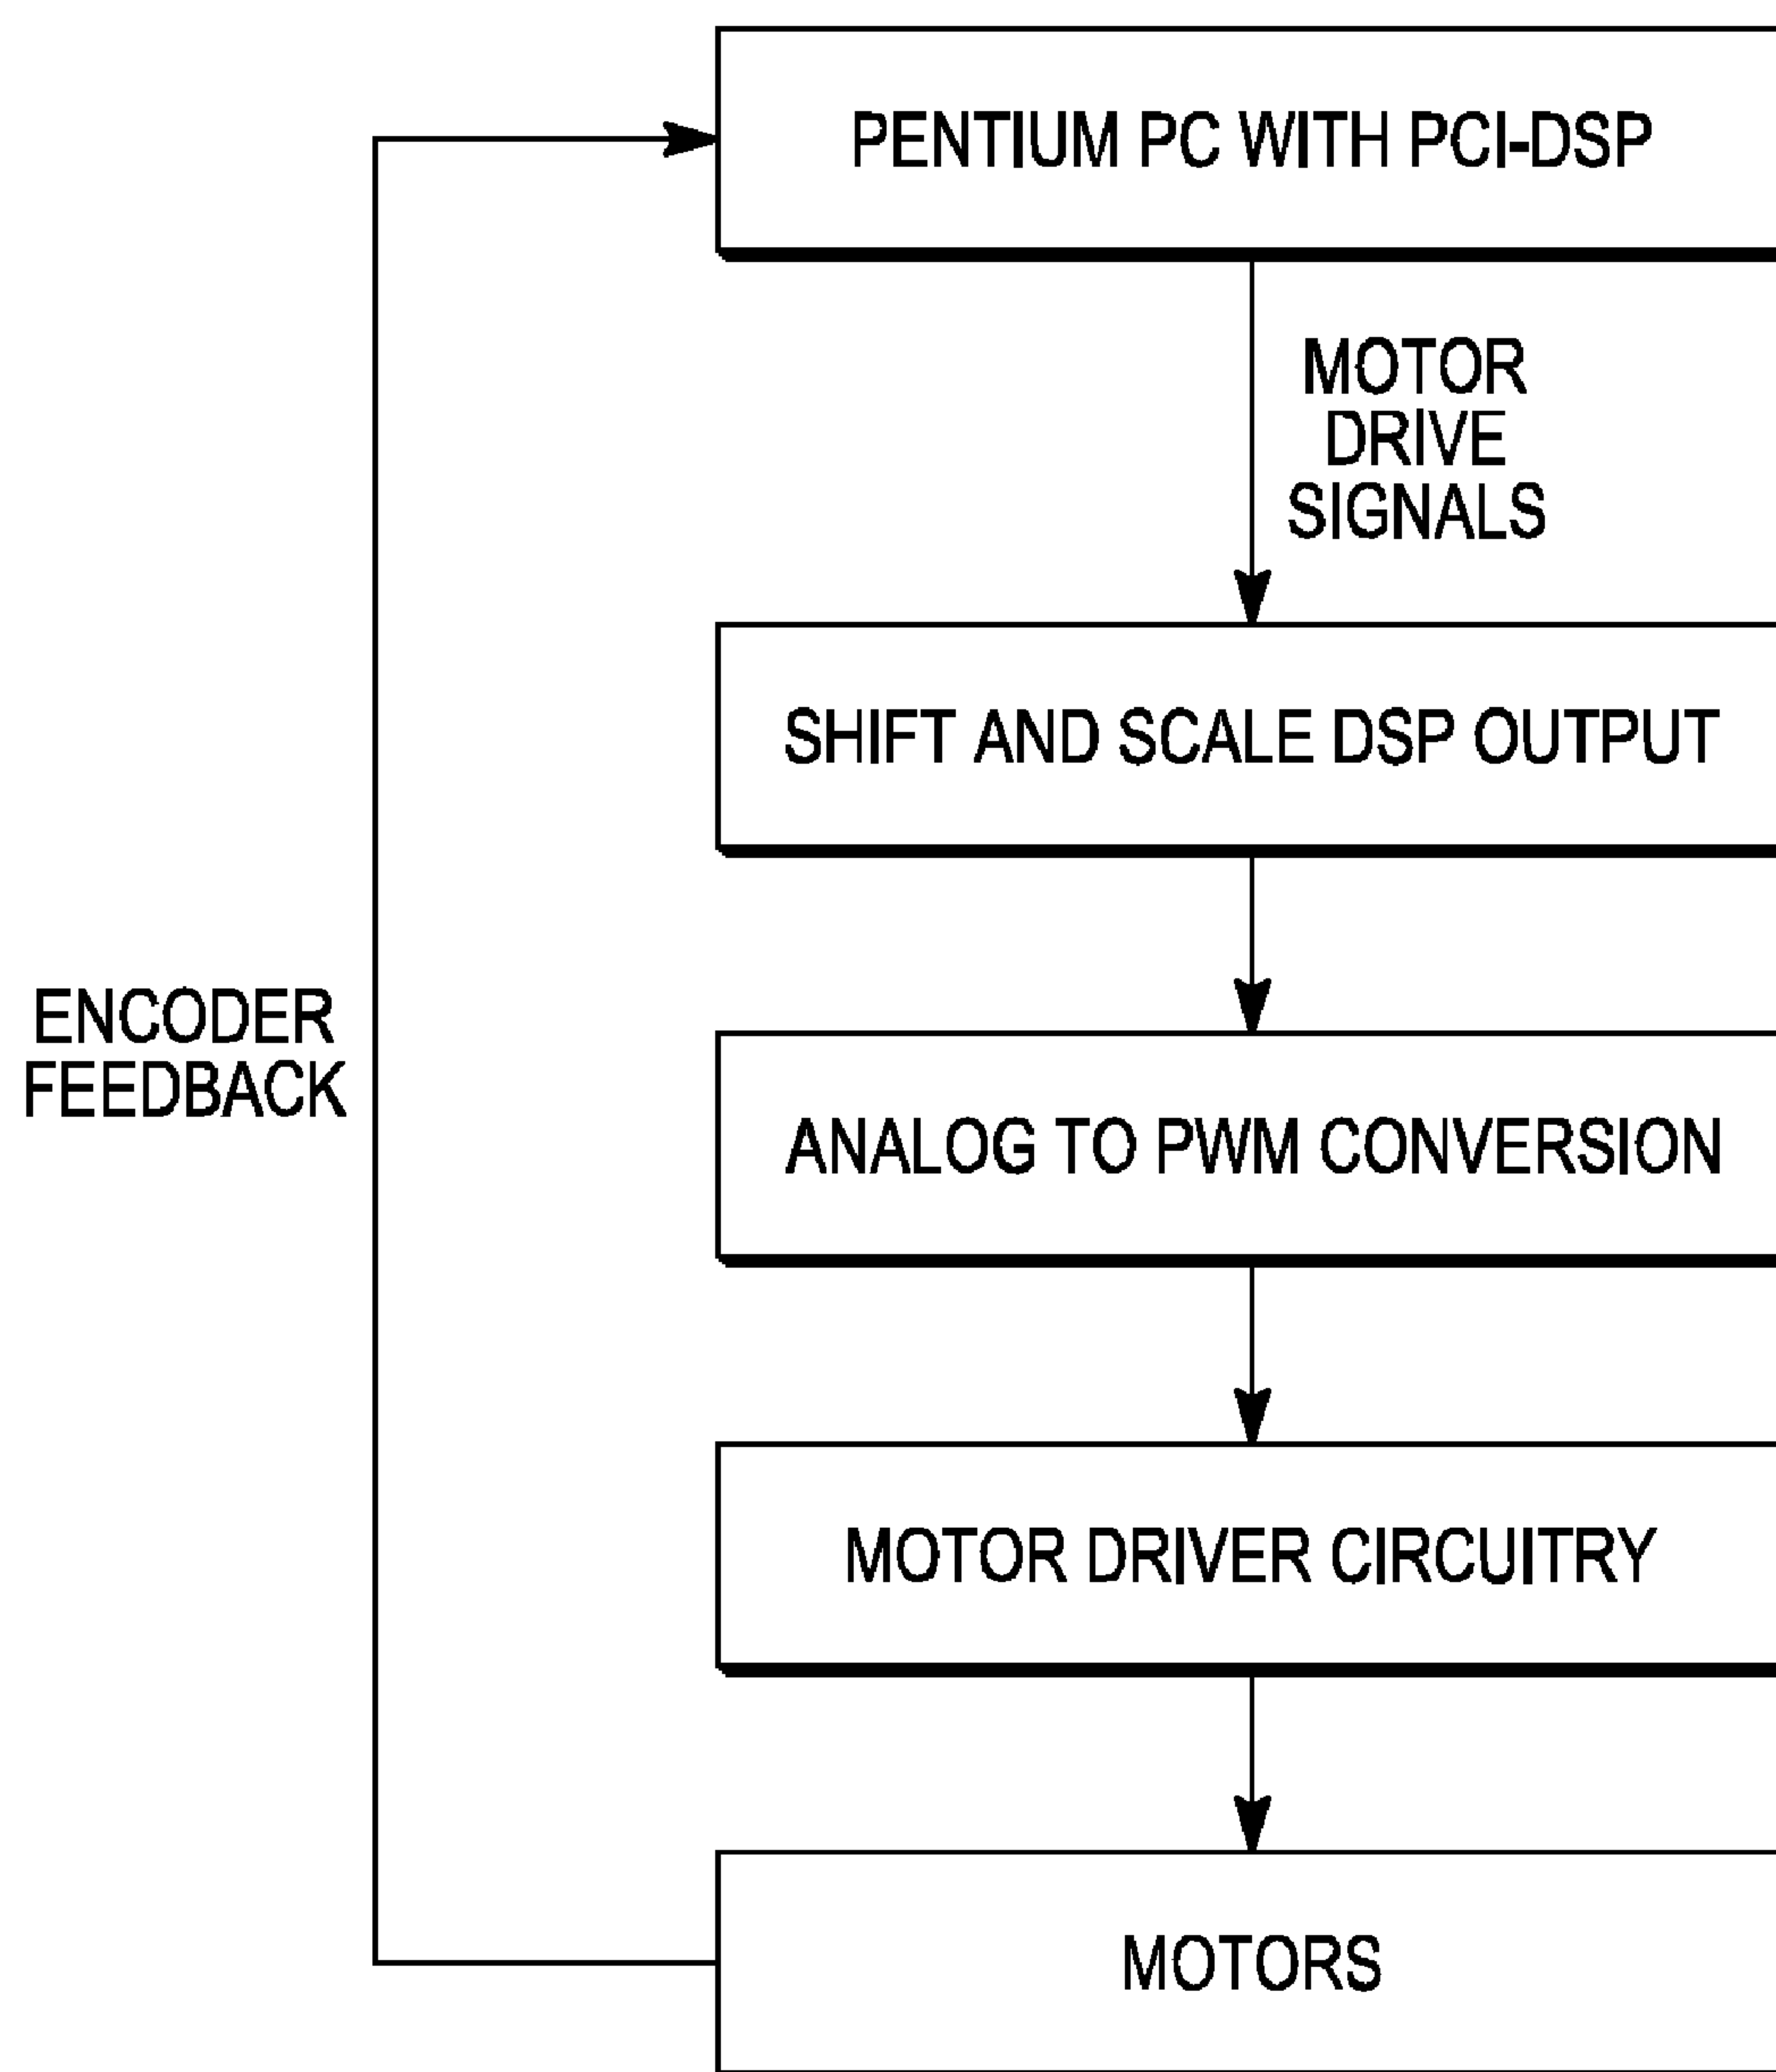 PENTIUM PC WITH PCI-DSP
MOTOR
DRIVE
SIGNALS
SHIFT AND SCALE DSP OUTPUT
ENCODER
FEEDBACK
ANALOG TO PWM CONVERSION
MOTOR DRIVER CIRCUITRY
MOTORS